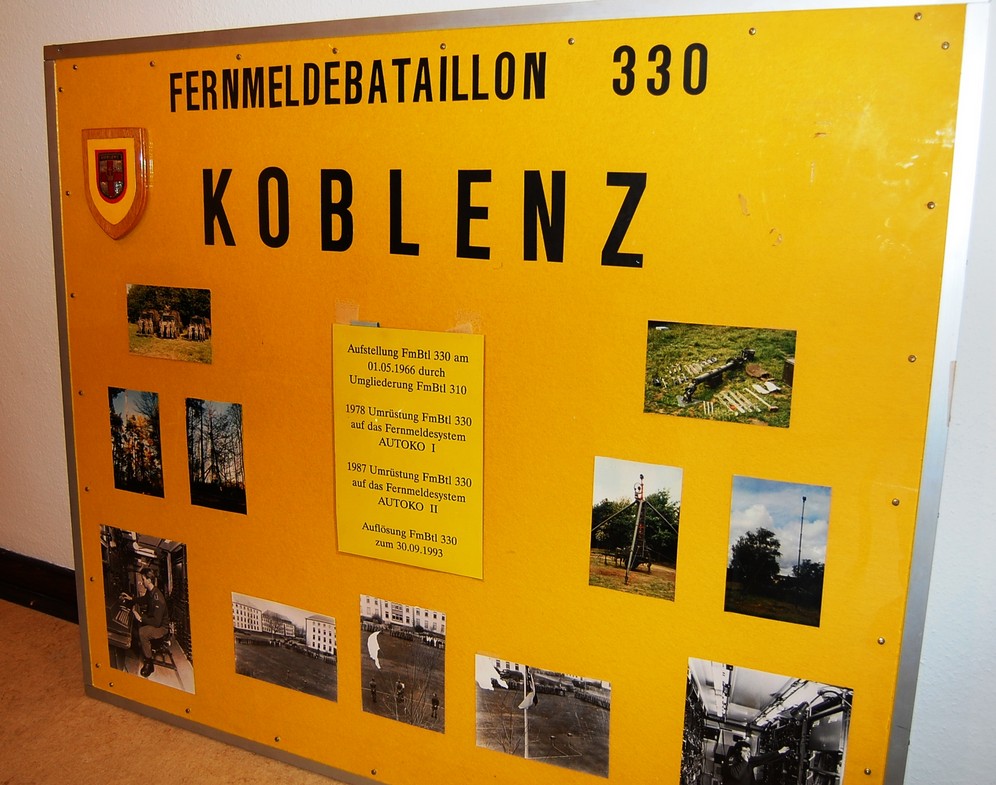 FERNMELDEBATAILLON 330
KOBLENZ
Aufstellung FmBtl 330 am
01.05.1966 durch
Umgliederung FmBtl 310
1978 Umrüstung FmBtl 330
auf das Fernmeldesystem
AUTOKO I
1987 Umrüstung FmBtl 330
auf das Fernmeldesystem
AUTOKO II
Auflösung FmBtl 330
zum 30.09.1993